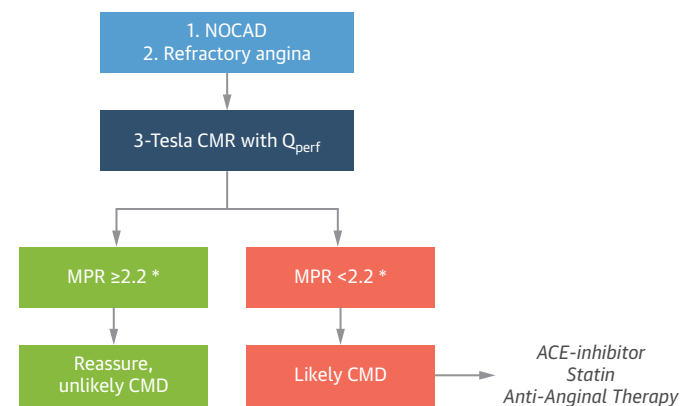 1. NOCAD
2. Refractory angina
3-Tesla CMR with Qperf
MPR ≥2.2 *
MPR <2.2 *
Reassure,
unlikely CMD
Likely CMD
ACE-inhibitor
Statin
Anti-Anginal Therapy